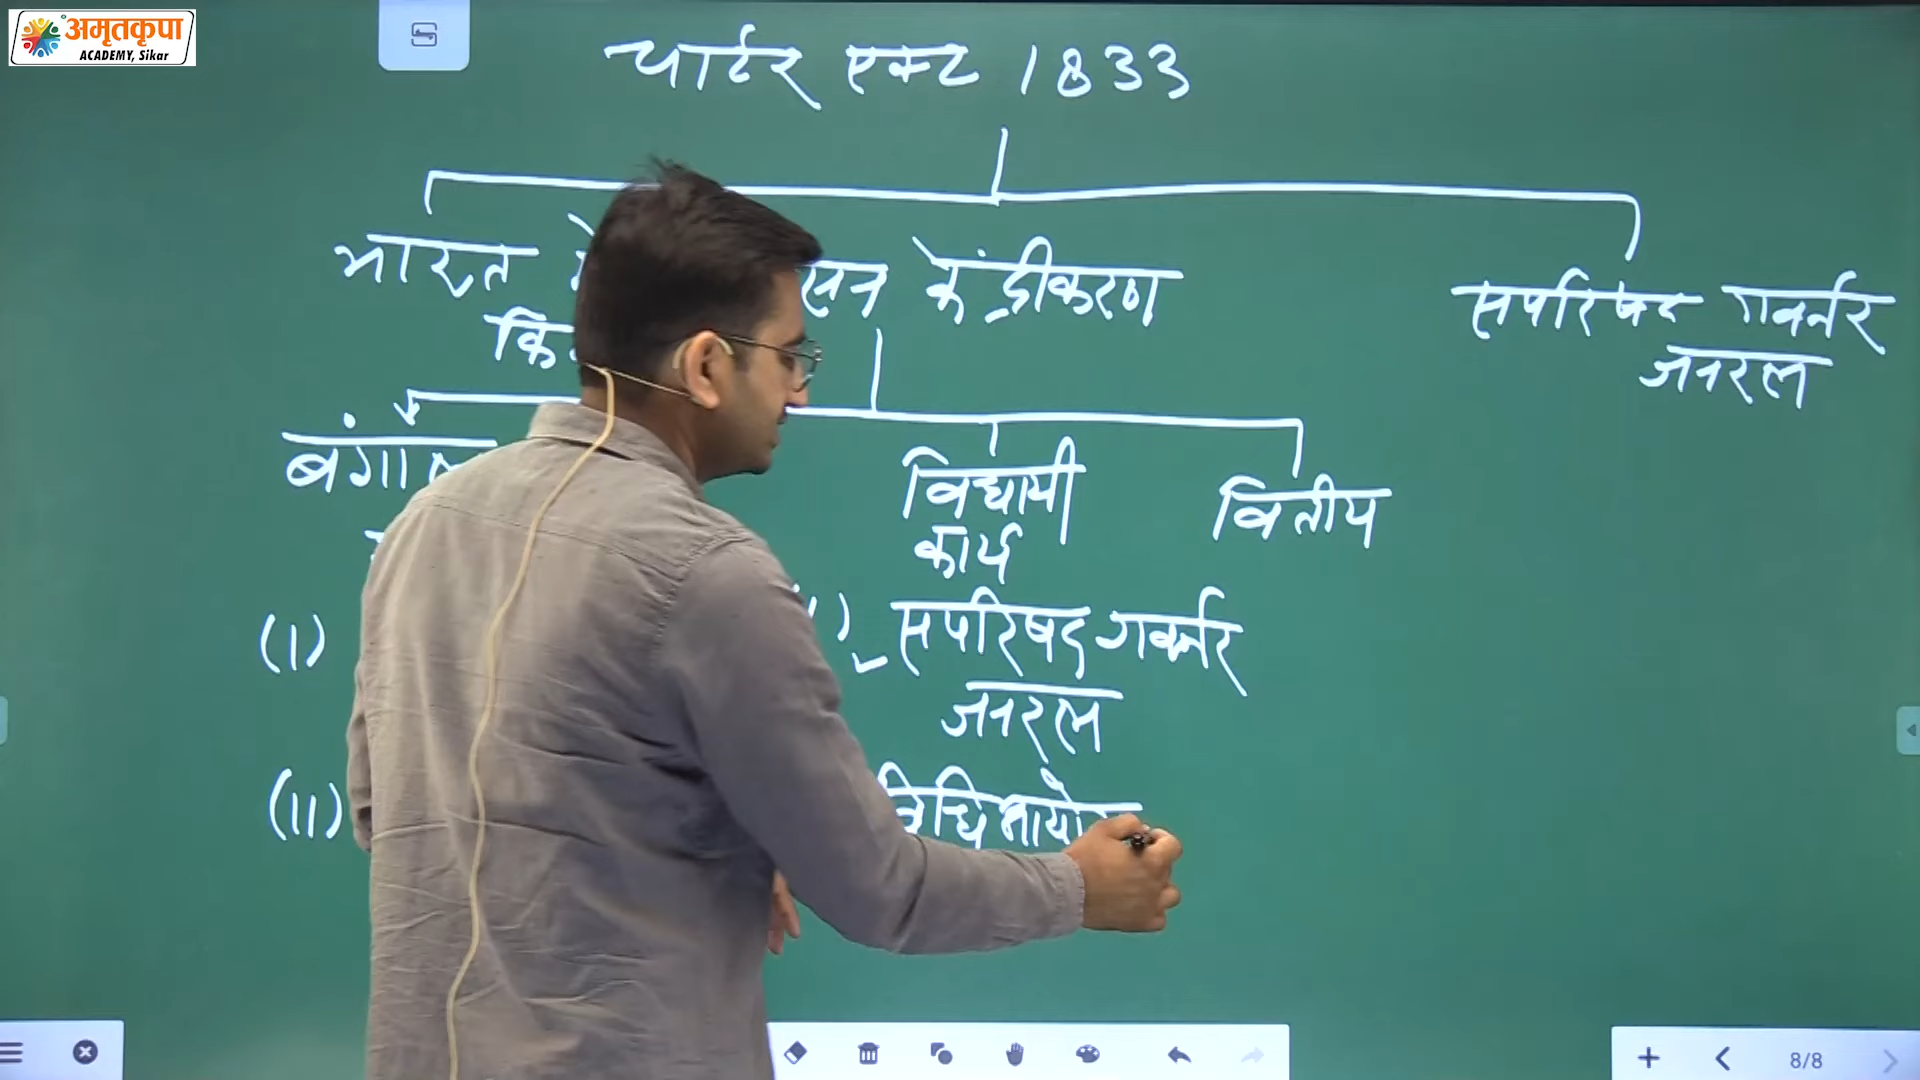 अमृतकृपा
ACADEMY, Sikar
चार्टर एक्ट 1833
भारत केंद्रीकरण
सपरिषद गवर्नर
जनरल
विधायी
कार्य
वित्तीय
(I)
सपरिषद गवर्नर
जनरल
(II)
विधि
8/8